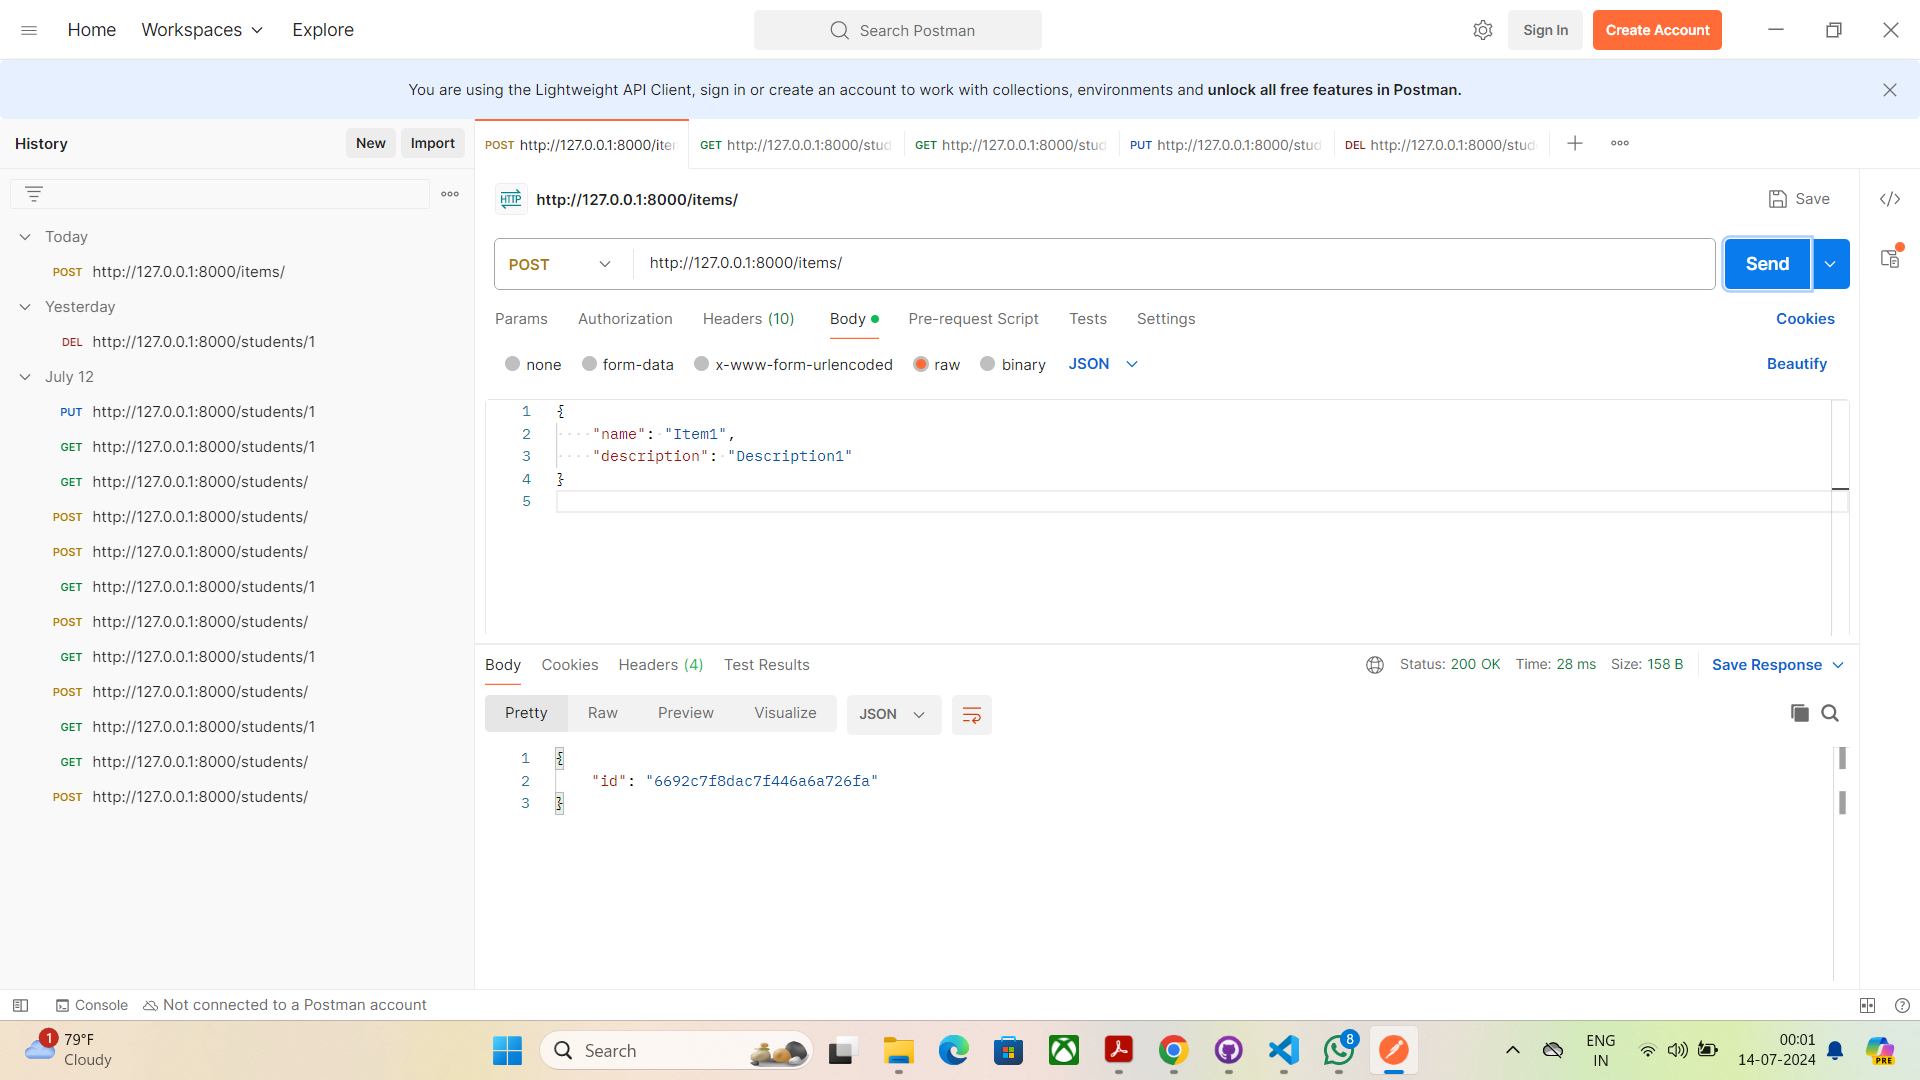 Home Workspaces Explore Search Postman Sign In Create Account
You are using the Lightweight API Client, sign in or create an account to work with collections, environments and unlock all free features in Postman.
History New Import
Today
POST http://127.0.0.1:8000/items/
Yesterday
DEL http://127.0.0.1:8000/students/1
July 12
PUT http://127.0.0.1:8000/students/1
GET http://127.0.0.1:8000/students/1
GET http://127.0.0.1:8000/students/
POST http://127.0.0.1:8000/students/
POST http://127.0.0.1:8000/students/
GET http://127.0.0.1:8000/students/1
POST http://127.0.0.1:8000/students/
GET http://127.0.0.1:8000/students/1
POST http://127.0.0.1:8000/students/
GET http://127.0.0.1:8000/students/1
GET http://127.0.0.1:8000/students/
POST http://127.0.0.1:8000/students/
POST http://127.0.0.1:8000/iter GET http://127.0.0.1:8000/stud GET http://127.0.0.1:8000/stud PUT http://127.0.0.1:8000/stud DEL http://127.0.0.1:8000/stud
HTTP http://127.0.0.1:8000/items/ Save
POST http://127.0.0.1:8000/items/ Send
Params Authorization Headers (10) Body Pre-request Script Tests Settings Cookies
none form-data x-www-form-urlencoded raw binary JSON Beautify
1 {
2 "name": "Item1",
3 "description": "Description1"
4 }
5
Body Cookies Headers (4) Test Results Status: 200 OK Time: 28 ms Size: 158 B Save Response
Pretty Raw Preview Visualize JSON
1 {
2 "id": "6692c7f8dac7f446a6a726fa"
3 }
Console Not connected to a Postman account
1 79°F
Cloudy
Search
8
ENG
IN
00:01
14-07-2024
PRE